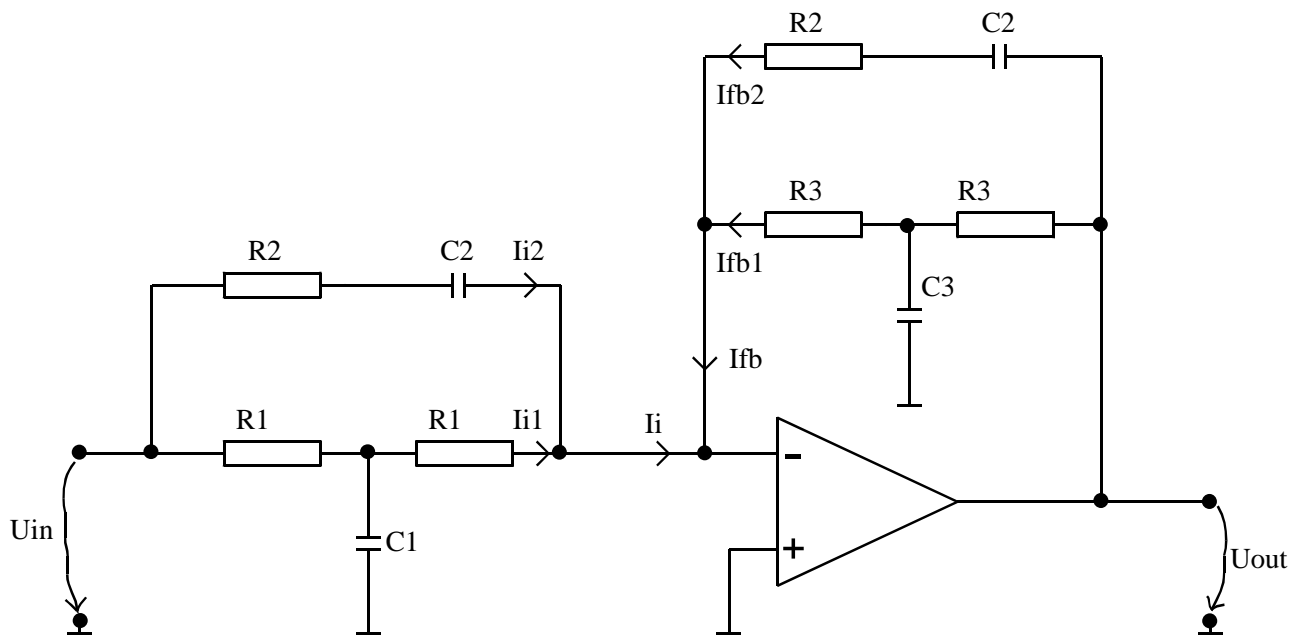 R2 C2
Ifb2
R3 R3
Ifb1
R2 C2 Ii2
C3
Ifb
R1 R1 Ii1 Ii
-
Uin C1 + Uout